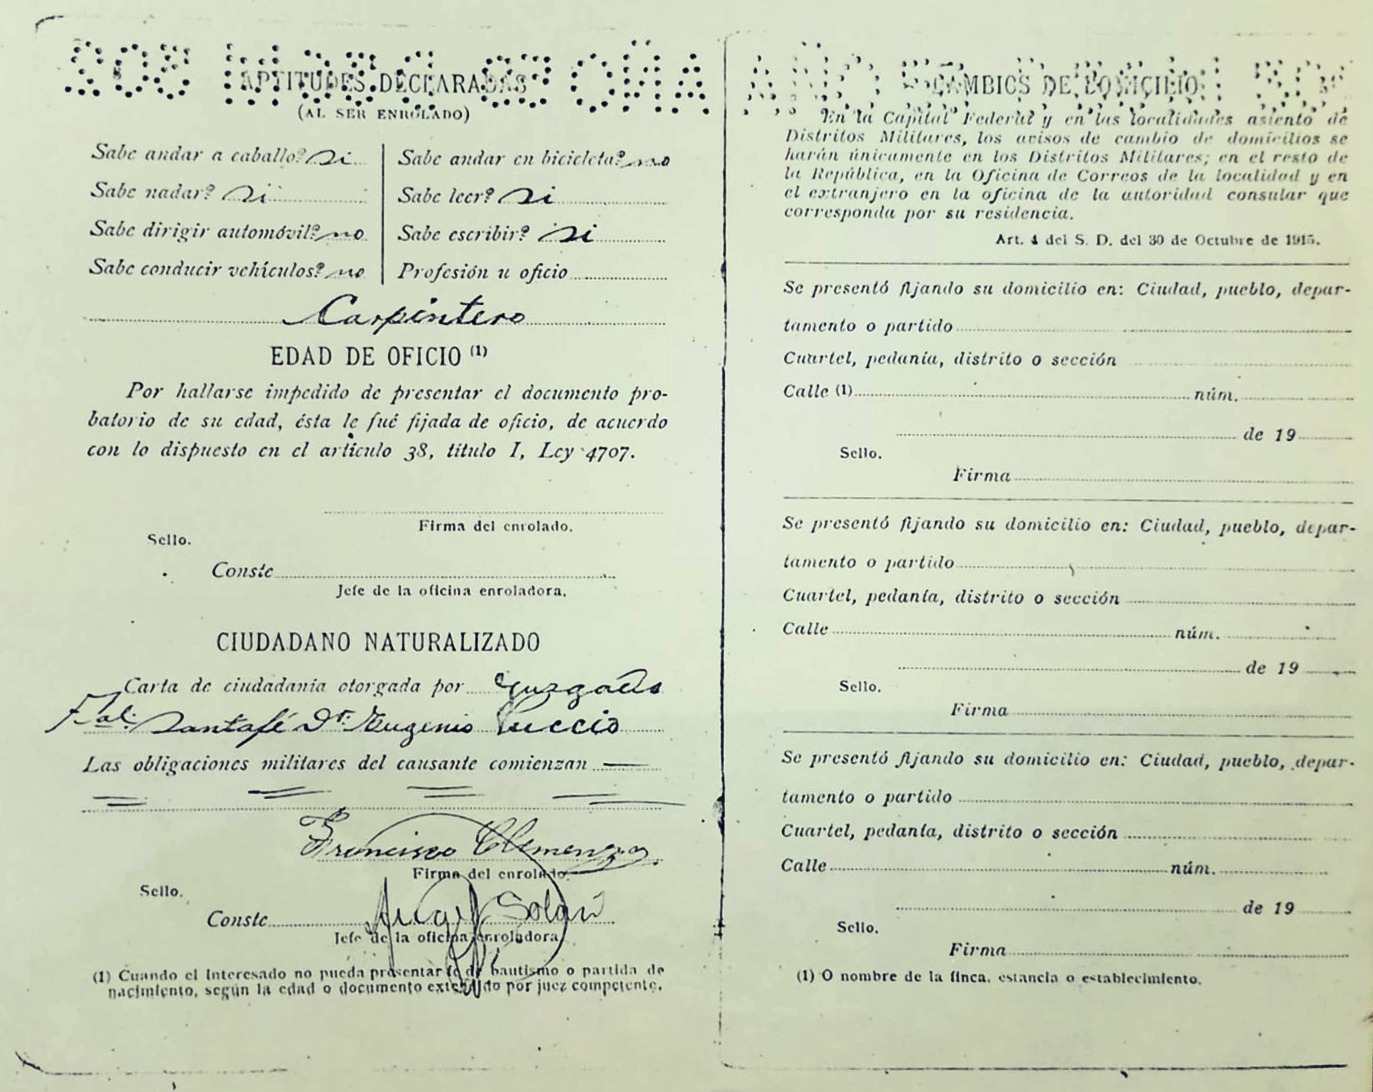 APTITUDES DECLARADAS
(AL SER ENROLADO)
Sabe andar a caballo? si
Sabe nadar? si
Sabe dirigir automóvil? no
Sabe conducir vehículos? no
Sabe andar en bicicleta? no
Sabe leer? si
Sabe escribir? si
Profesión u oficio
Carpintero
EDAD DE OFICIO (1)
Por hallarse impedido de presentar el documento pro-
batorio de su edad, ésta le fué fijada de oficio, de acuerdo
con lo dispuesto en el artículo 38, título I, Ley 4707.
Firma del enrolado.
Sello.
Conste
Jefe de la oficina enroladora.
CIUDADANO NATURALIZADO
Carta de ciudadanía otorgada por Juzgado
Santafé Dr. Eugenio Puccio
Las obligaciones militares del causante comienzan
Francisco Clemenzo
Firma del enrolado.
Sello.
Conste Angel Solari
Jefe de la oficina enroladora
(1) Cuando el interesado no pueda presentar fe de bautismo o partida de
nacimiento, según la edad o documento extendido por juez competente.
CAMBIOS DE DOMICILIO
En la Capital Federal y en las localidades asiento de
Distritos Militares, los avisos de cambio de domicilios se
harán únicamente en los Distritos Militares; en el resto de
la República, en la Oficina de Correos de la localidad y en
el extranjero en la oficina de la autoridad consular que
corresponda por su residencia.
Art. 4 del S. D. del 30 de Octubre de 1915.
Se presentó fijando su domicilio en: Ciudad, pueblo, depar-
tamento o partido
Cuartel, pedanía, distrito o sección
Calle (1) núm.
de 19
Sello.
Firma
Se presentó fijando su domicilio en: Ciudad, pueblo, depar-
tamento o partido
Cuartel, pedanía, distrito o sección
Calle núm.
de 19
Sello.
Firma
Se presentó fijando su domicilio en: Ciudad, pueblo, depar-
tamento o partido
Cuartel, pedanía, distrito o sección
Calle núm.
de 19
Sello.
Firma
(1) O nombre de la finca, estancia o establecimiento.